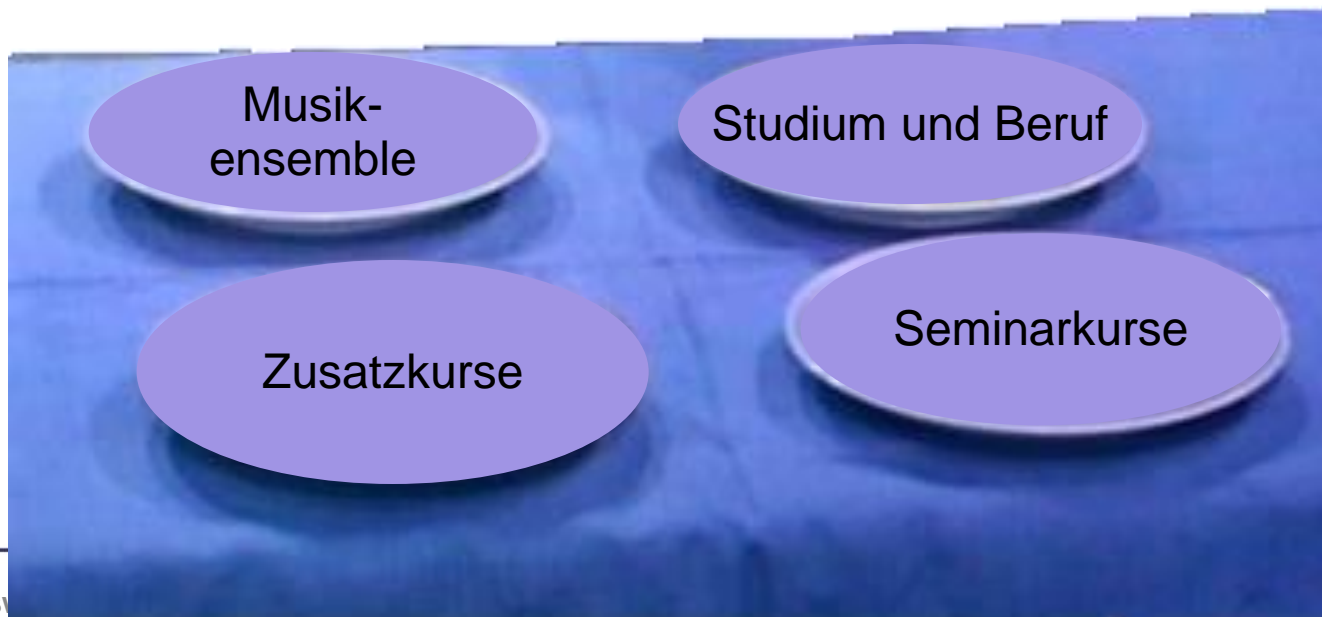 Musik-
ensemble
Studium und Beruf
Zusatzkurse
Seminarkurse